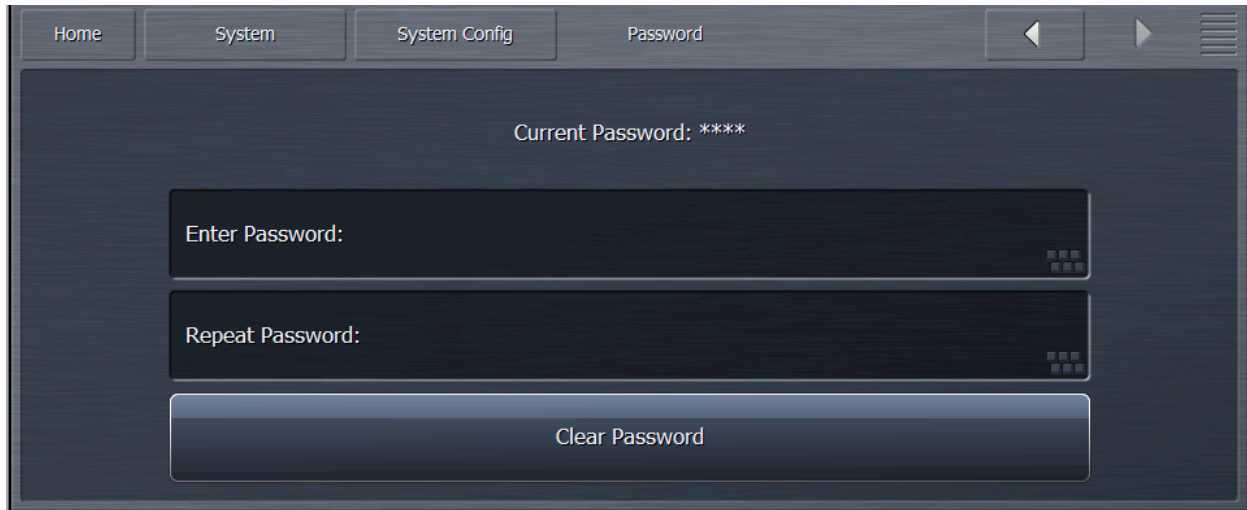 Home System System Config Password
Current Password: ****
Enter Password:
Repeat Password:
Clear Password